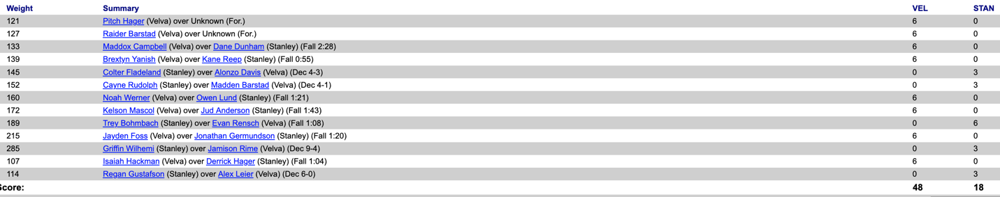 Weight Summary VEL STAN
121 Pitch Hager (Velva) over Unknown (For.) 6 0
127 Raider Barstad (Velva) over Unknown (For.) 6 0
133 Maddox Campbell (Velva) over Dane Dunham (Stanley) (Fall 2:28) 6 0
139 Brextyn Yanish (Velva) over Kane Reep (Stanley) (Fall 0:55) 6 0
145 Colter Fladeland (Stanley) over Alonzo Davis (Velva) (Dec 4-3) 0 3
152 Cayne Rudolph (Stanley) over Madden Barstad (Velva) (Dec 4-1) 0 3
160 Noah Werner (Velva) over Owen Lund (Stanley) (Fall 1:21) 6 0
172 Kelson Mascol (Velva) over Jud Anderson (Stanley) (Fall 1:43) 6 0
189 Trey Bohmbach (Stanley) over Evan Rensch (Velva) (Fall 1:08) 0 6
215 Jayden Foss (Velva) over Jonathan Germundson (Stanley) (Fall 1:20) 6 0
285 Griffin Wilhemi (Stanley) over Jamison Rime (Velva) (Dec 9-4) 0 3
107 Isaiah Hackman (Velva) over Derrick Hager (Stanley) (Fall 1:04) 6 0
114 Regan Gustafson (Stanley) over Alex Leier (Velva) (Dec 6-0) 0 3
Score: 48 18